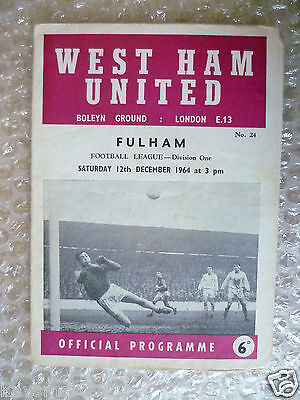 WEST HAM
UNITED
BOLEYN GROUND : LONDON E.13
No. 24
FULHAM
FOOTBALL LEAGUE—Division One
SATURDAY 12th DECEMBER 1964 at 3 pm
OFFICIAL PROGRAMME
6D